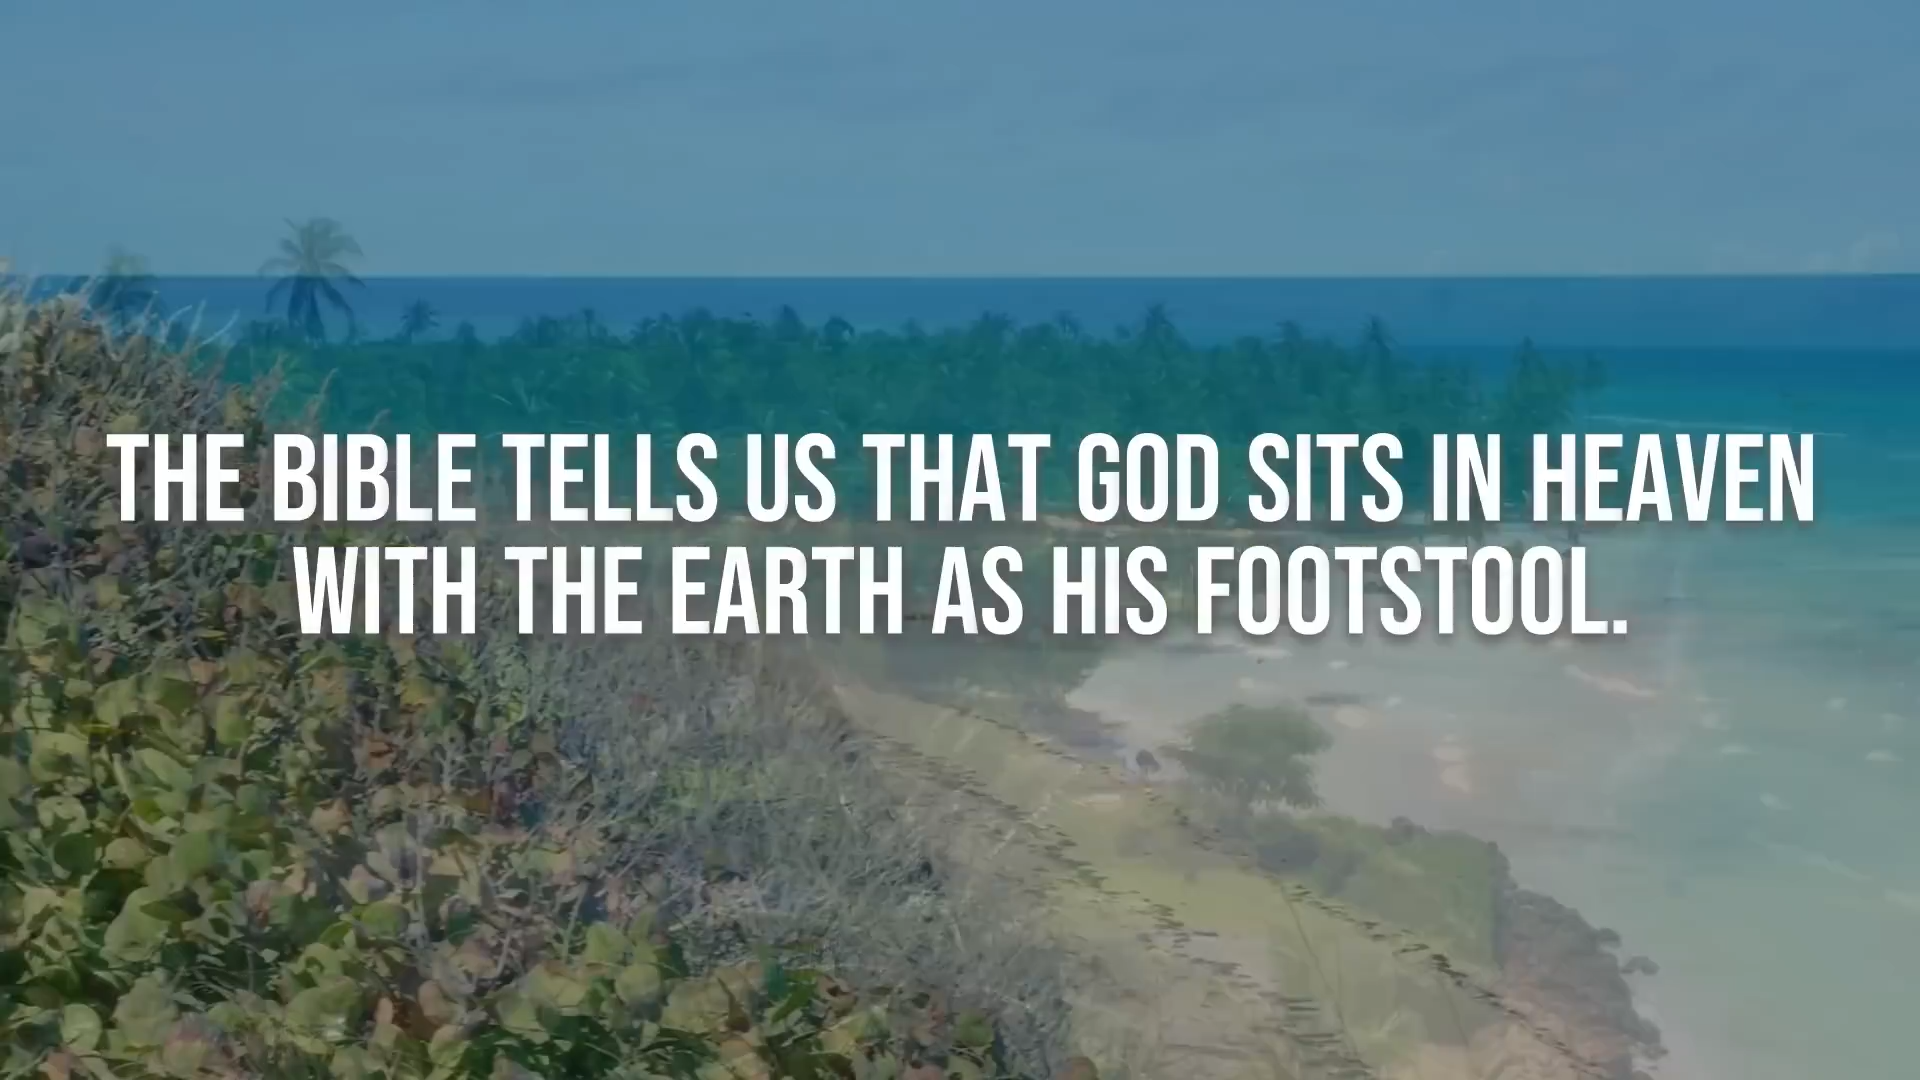 THE BIBLE TELLS US THAT GOD SITS IN HEAVEN
WITH THE EARTH AS HIS FOOTSTOOL.